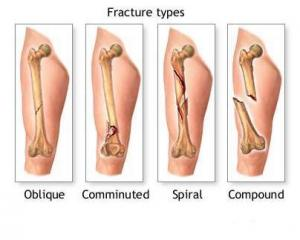 Fracture types
Oblique
Comminuted
Spiral
Compound